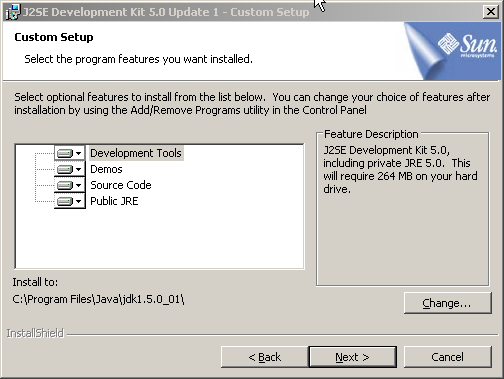 J2SE Development Kit 5.0 Update 1 - Custom Setup
Custom Setup
Select the program features you want installed.
Sun
microsystems
Select optional features to install from the list below. You can change your choice of features after
installation by using the Add/Remove Programs utility in the Control Panel
Development Tools
Demos
Source Code
Public JRE
Feature Description
J2SE Development Kit 5.0,
including private JRE 5.0. This
will require 264 MB on your hard
drive.
Install to:
C:\Program Files\Java\jdk1.5.0_01\
Change...
InstallShield
< Back
Next >
Cancel